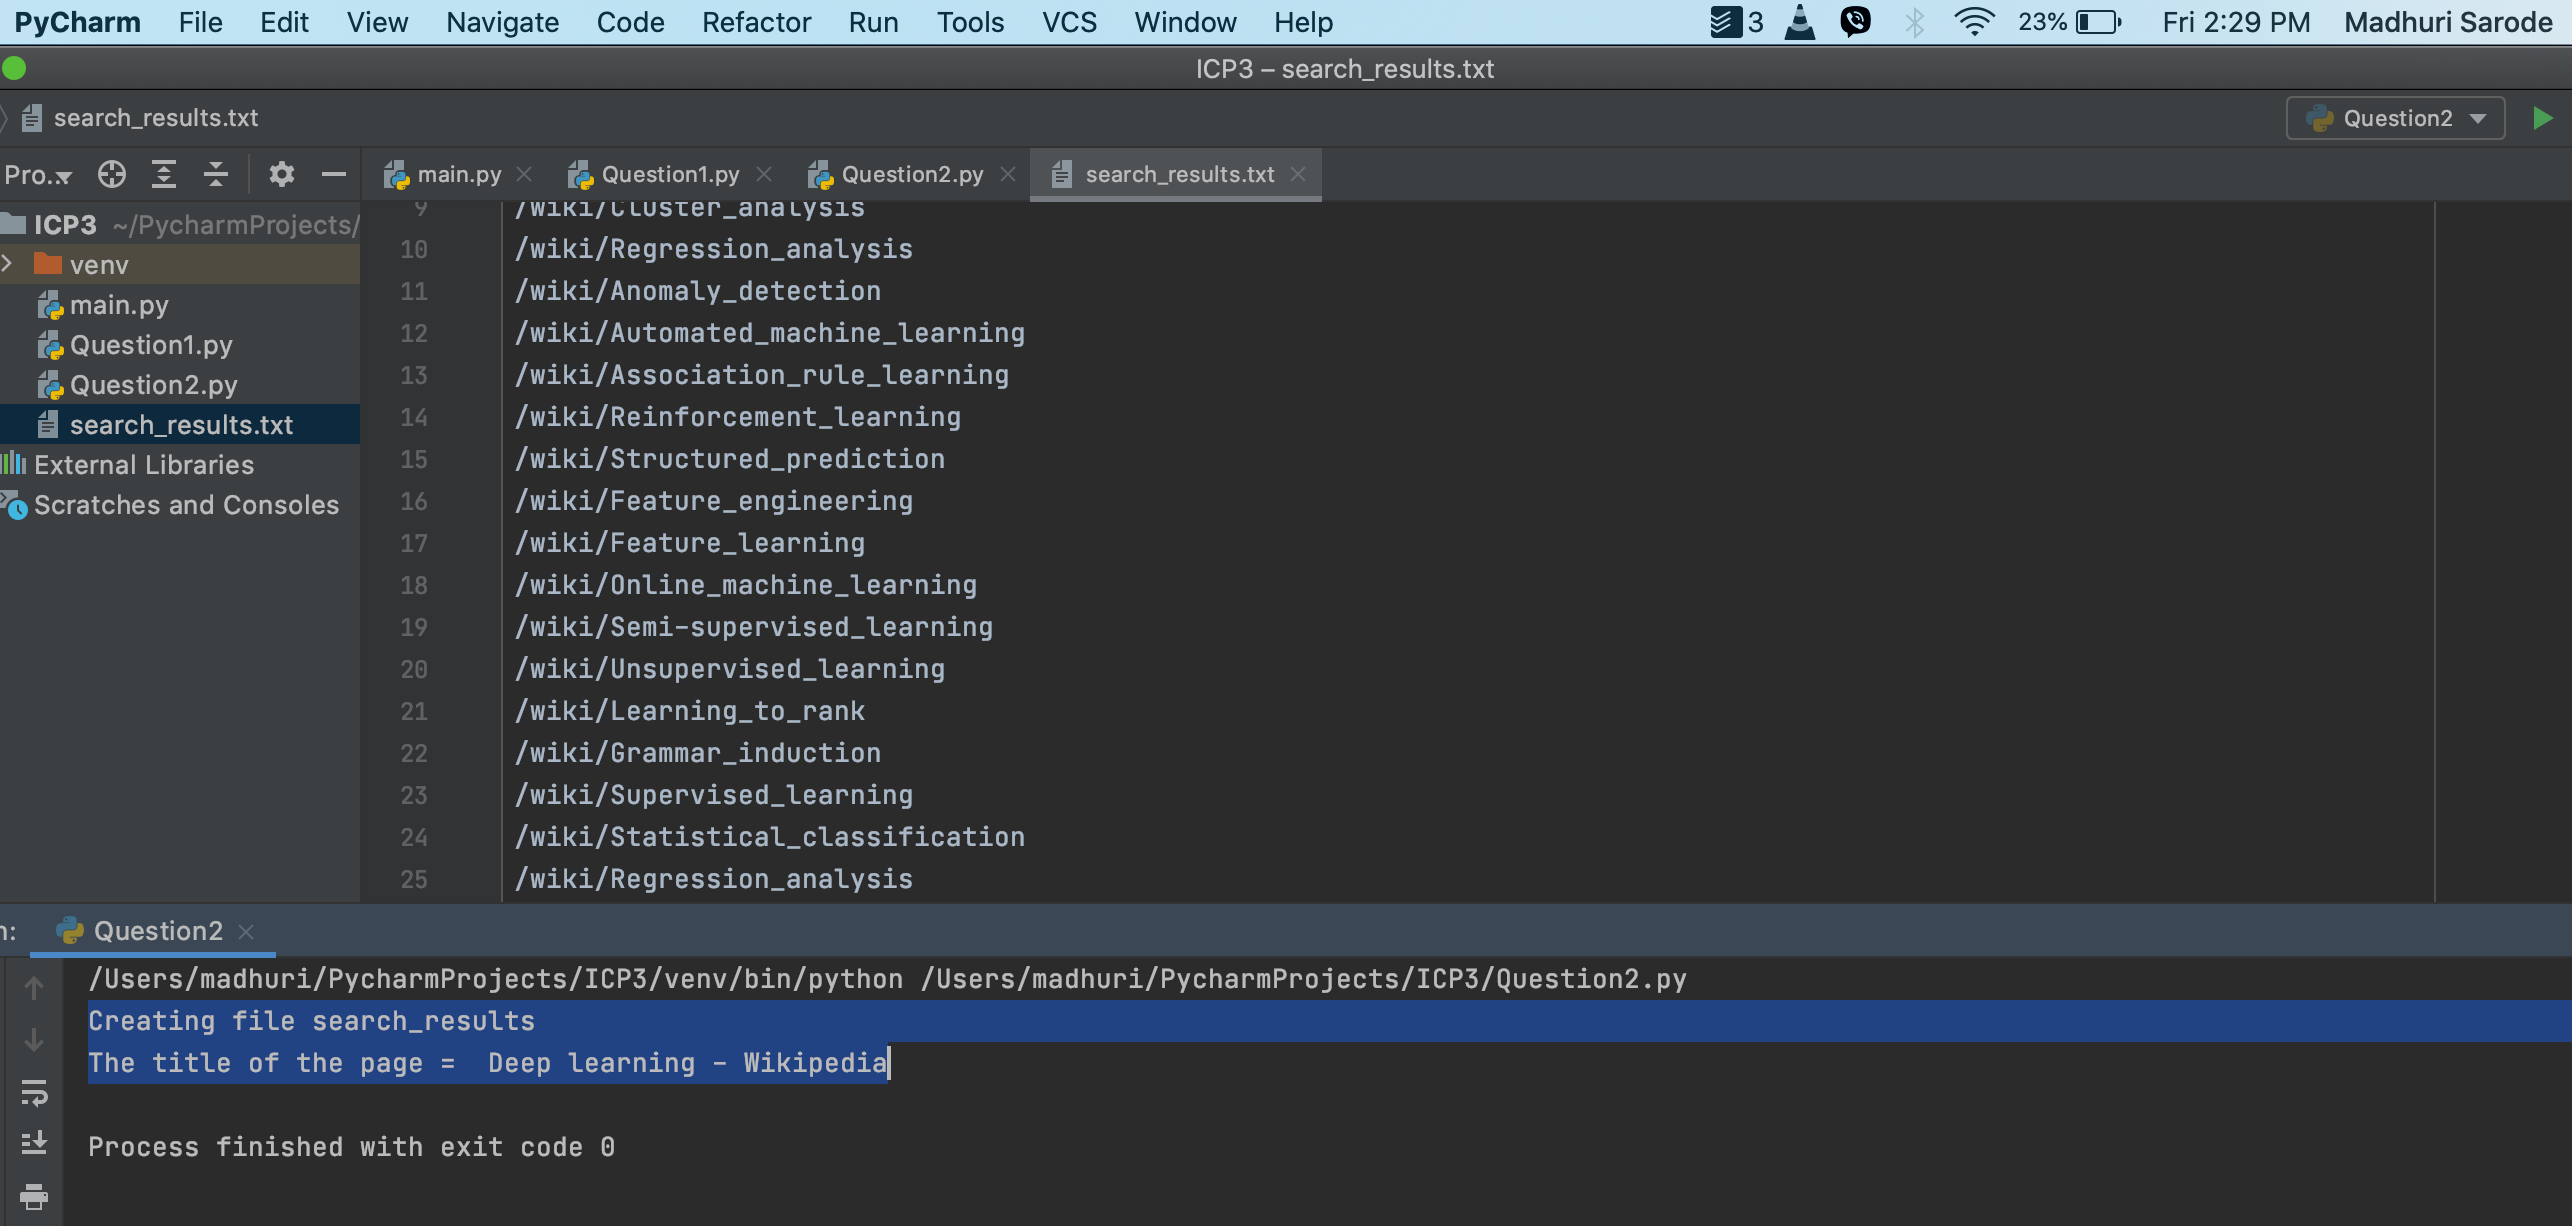 PyCharm File Edit View Navigate Code Refactor Run Tools VCS Window Help 3 23% Fri 2:29 PM Madhuri Sarode
ICP3 – search_results.txt
search_results.txt Question2
Pro... main.py Question1.py Question2.py search_results.txt
ICP3 ~/PycharmProjects/
venv
main.py
Question1.py
Question2.py
search_results.txt
External Libraries
Scratches and Consoles
9 /wiki/Cluster_analysis
10 /wiki/Regression_analysis
11 /wiki/Anomaly_detection
12 /wiki/Automated_machine_learning
13 /wiki/Association_rule_learning
14 /wiki/Reinforcement_learning
15 /wiki/Structured_prediction
16 /wiki/Feature_engineering
17 /wiki/Feature_learning
18 /wiki/Online_machine_learning
19 /wiki/Semi-supervised_learning
20 /wiki/Unsupervised_learning
21 /wiki/Learning_to_rank
22 /wiki/Grammar_induction
23 /wiki/Supervised_learning
24 /wiki/Statistical_classification
25 /wiki/Regression_analysis
n: Question2
/Users/madhuri/PycharmProjects/ICP3/venv/bin/python /Users/madhuri/PycharmProjects/ICP3/Question2.py
Creating file search_results
The title of the page =  Deep learning - Wikipedia
Process finished with exit code 0